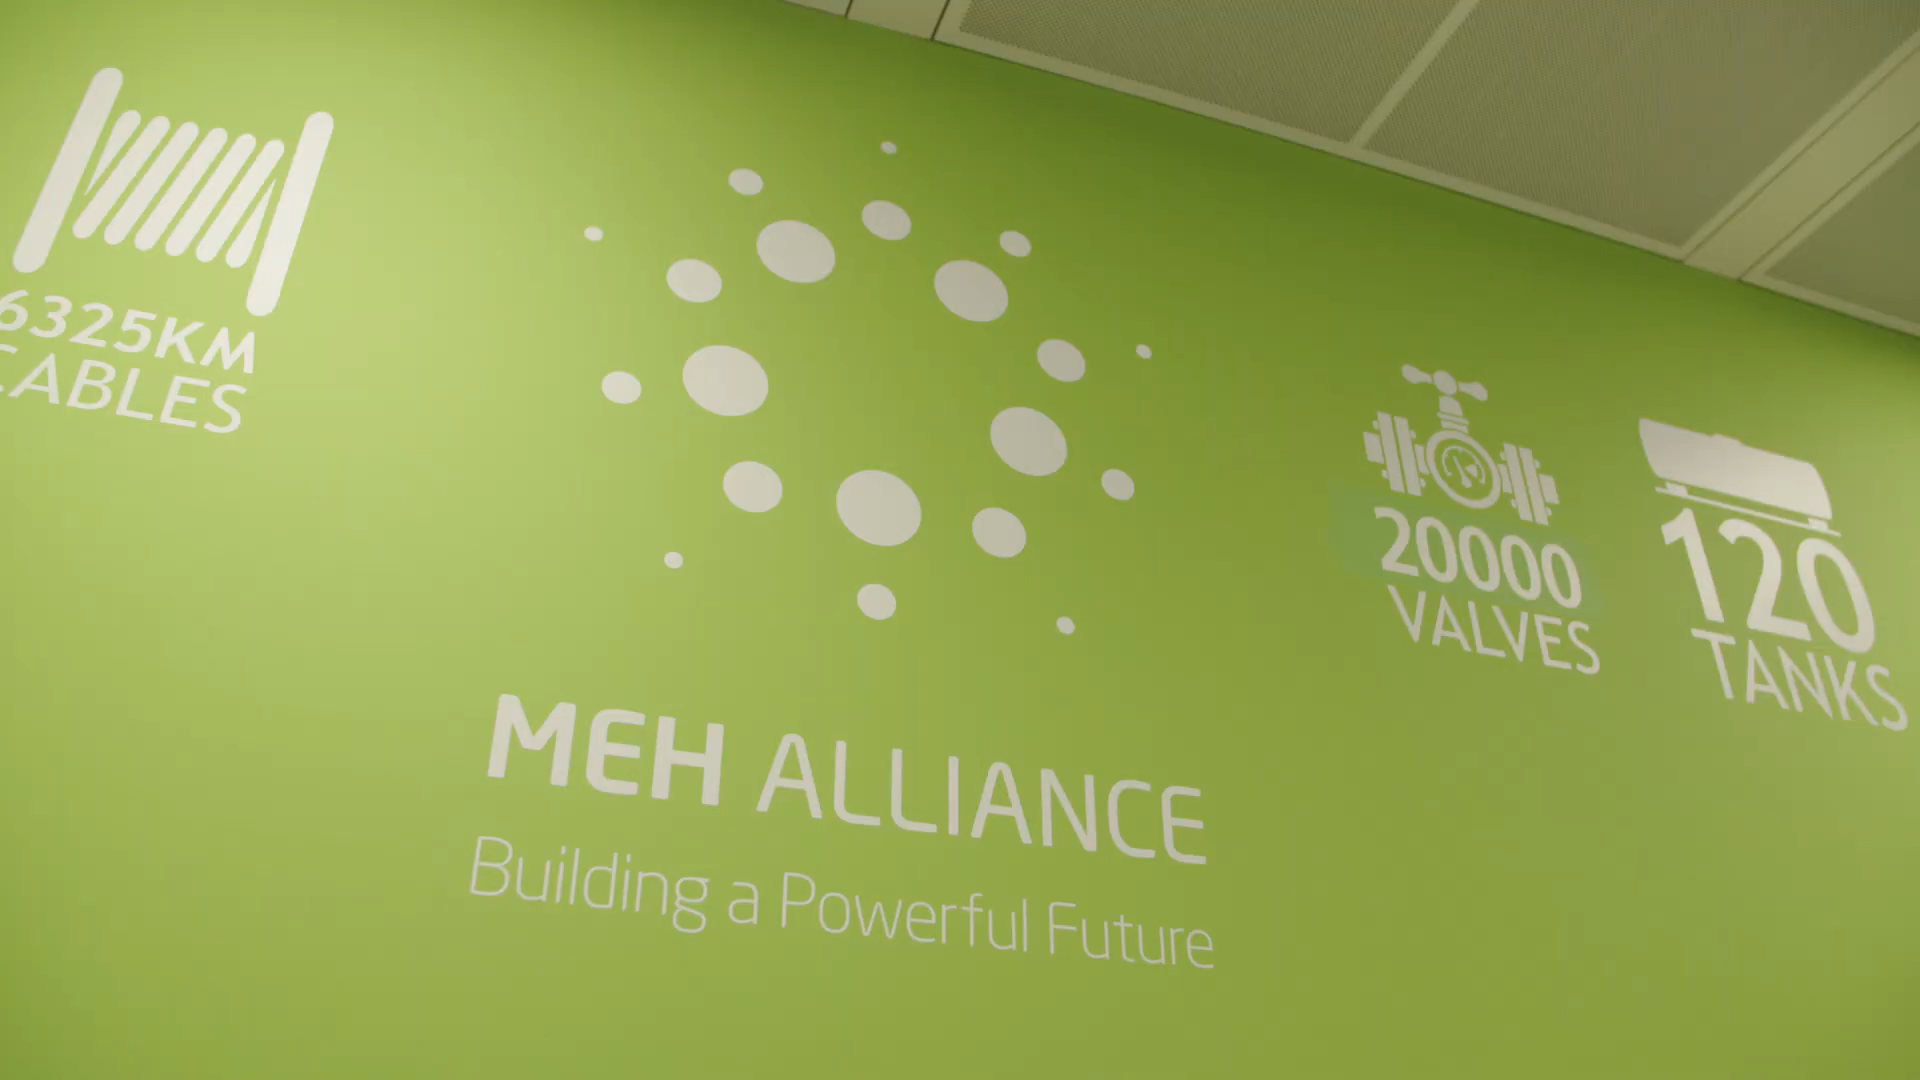 6325KM
CABLES
MEH ALLIANCE
Building a Powerful Future
20000
VALVES
120
TANKS